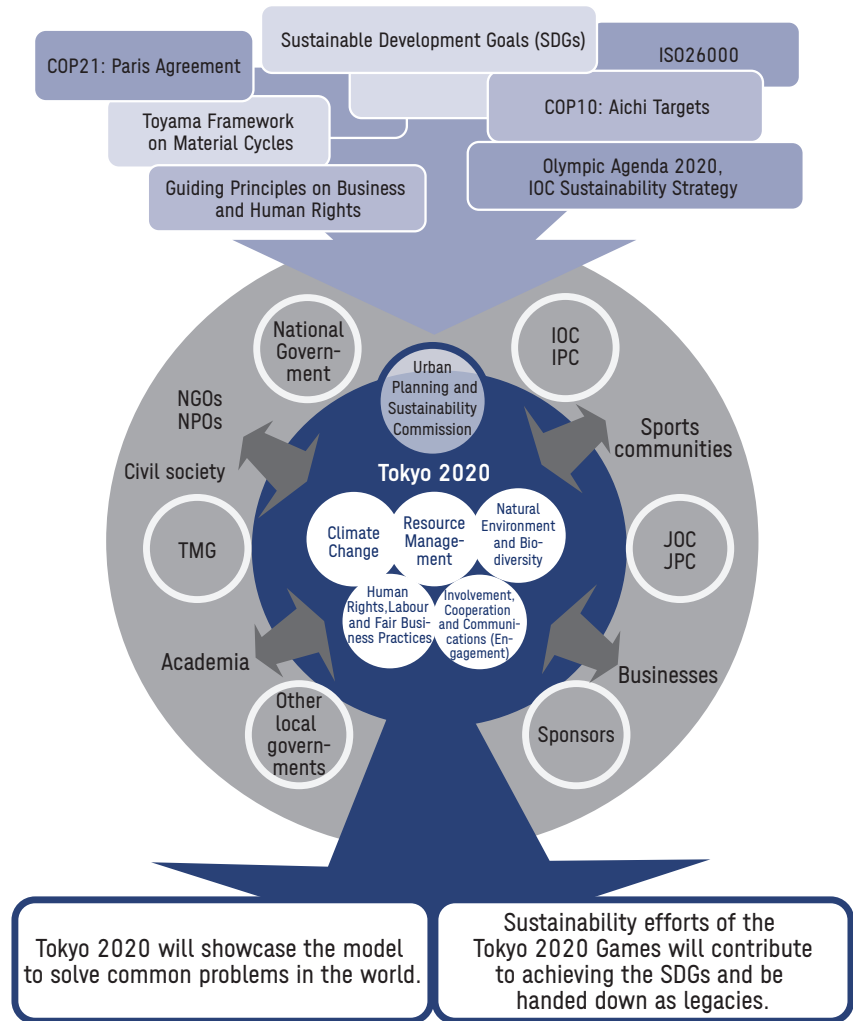 Sustainable Development Goals (SDGs)
COP21: Paris Agreement
ISO26000
COP10: Aichi Targets
Toyama Framework
on Material Cycles
Olympic Agenda 2020,
IOC Sustainability Strategy
Guiding Principles on Business
and Human Rights
National
Govern-
ment
IOC
IPC
Urban
Planning and
Sustainability
Commission
NGOs
NPOs
Sports
communities
Civil society
Tokyo 2020
TMG
Climate
Change
Resource
Manage-
ment
Natural
Environment
and Bio-
diversity
JOC
JPC
Human
Rights,Labour
and Fair Busi-
ness Practices
Involvement,
Cooperation
and Communi-
cations (En-
gagement)
Academia
Businesses
Other
local
govern-
ments
Sponsors
Tokyo 2020 will showcase the model
to solve common problems in the world.
Sustainability efforts of the
Tokyo 2020 Games will contribute
to achieving the SDGs and be
handed down as legacies.